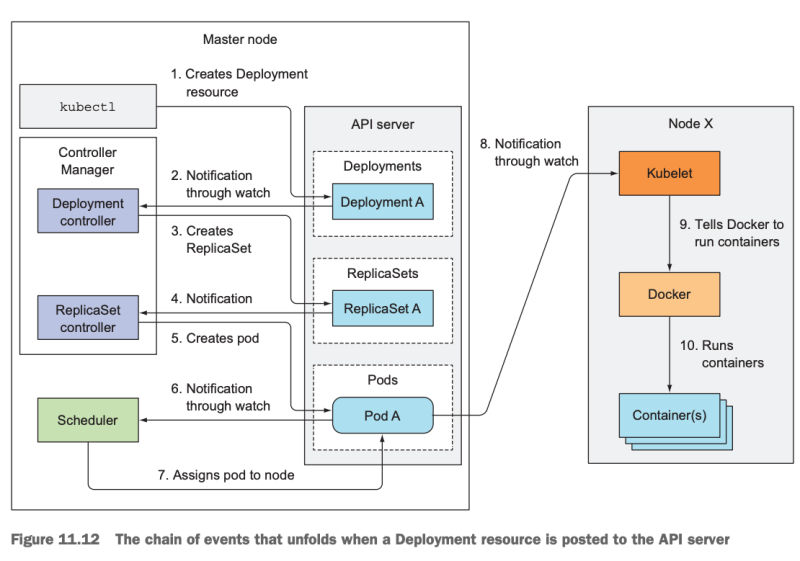 Master node
1. Creates Deployment
resource
kubectl
API server
Controller
Manager
2. Notification
through watch
Deployments
Deployment
controller
Deployment A
3. Creates
ReplicaSet
ReplicaSets
4. Notification
ReplicaSet
controller
ReplicaSet A
5. Creates pod
Pods
6. Notification
through watch
Scheduler
Pod A
7. Assigns pod to node
8. Notification
through watch
Node X
Kubelet
9. Tells Docker to
run containers
Docker
10. Runs
containers
Container(s)
Figure 11.12 The chain of events that unfolds when a Deployment resource is posted to the API server